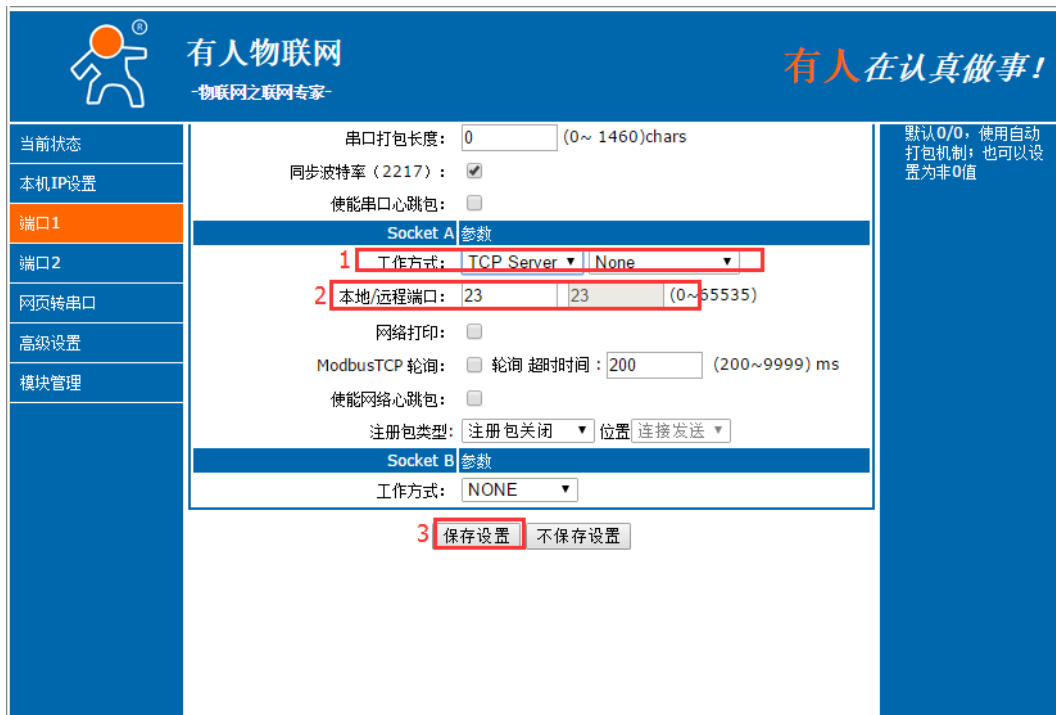 ®
有人物联网
-物联网之联网专家-
有人在认真做事!
当前状态
本机IP设置
端口1
端口2
网页转串口
高级设置
模块管理
串口打包长度: 0 (0~ 1460)chars
同步波特率（2217）:
使能串口心跳包:
Socket A 参数
1 工作方式: TCP Server ▼ None ▼
2 本地/远程端口: 23 23 (0~65535)
网络打印:
ModbusTCP 轮询: 轮询 超时时间 : 200 (200~9999) ms
使能网络心跳包:
注册包类型: 注册包关闭 ▼ 位置 连接发送 ▼
Socket B 参数
工作方式: NONE ▼
3 保存设置 不保存设置
默认0/0，使用自动
打包机制；也可以设
置为非0值